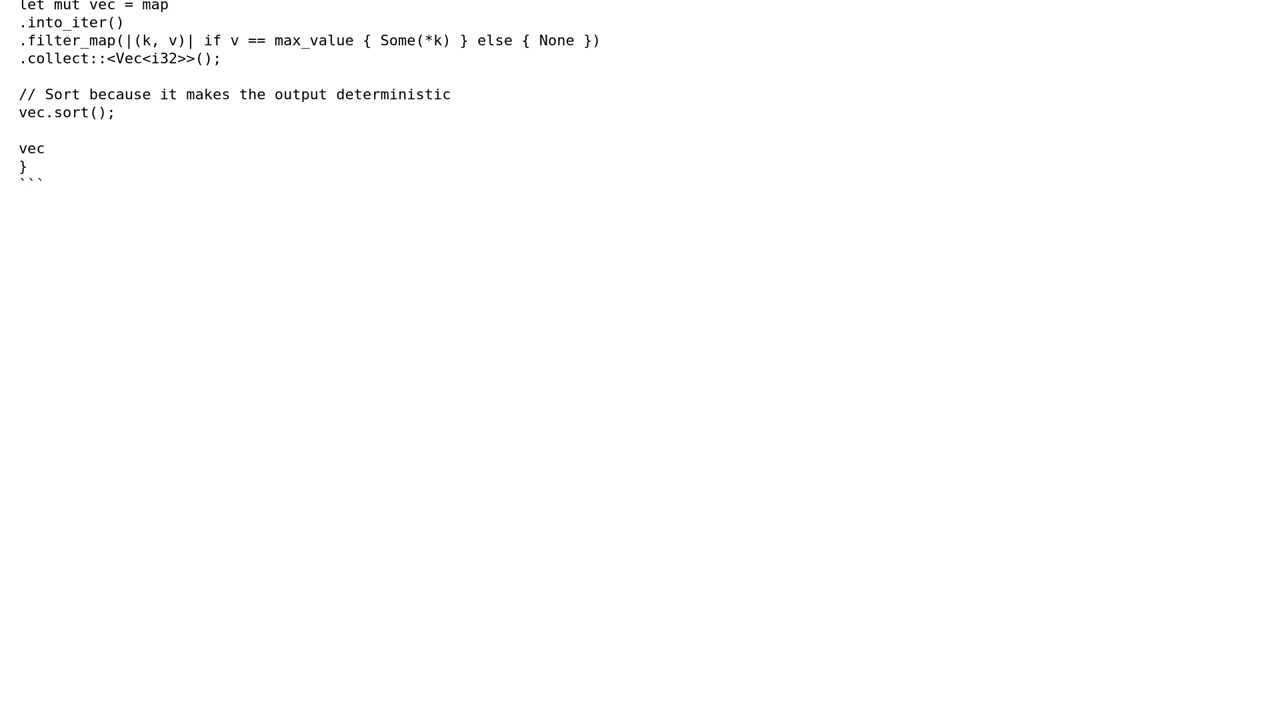 let mut vec = map
.into_iter()
.filter_map(|(k, v)| if v == max_value { Some(*k) } else { None })
.collect::<Vec<i32>>();

// Sort because it makes the output deterministic
vec.sort();

vec
}
```